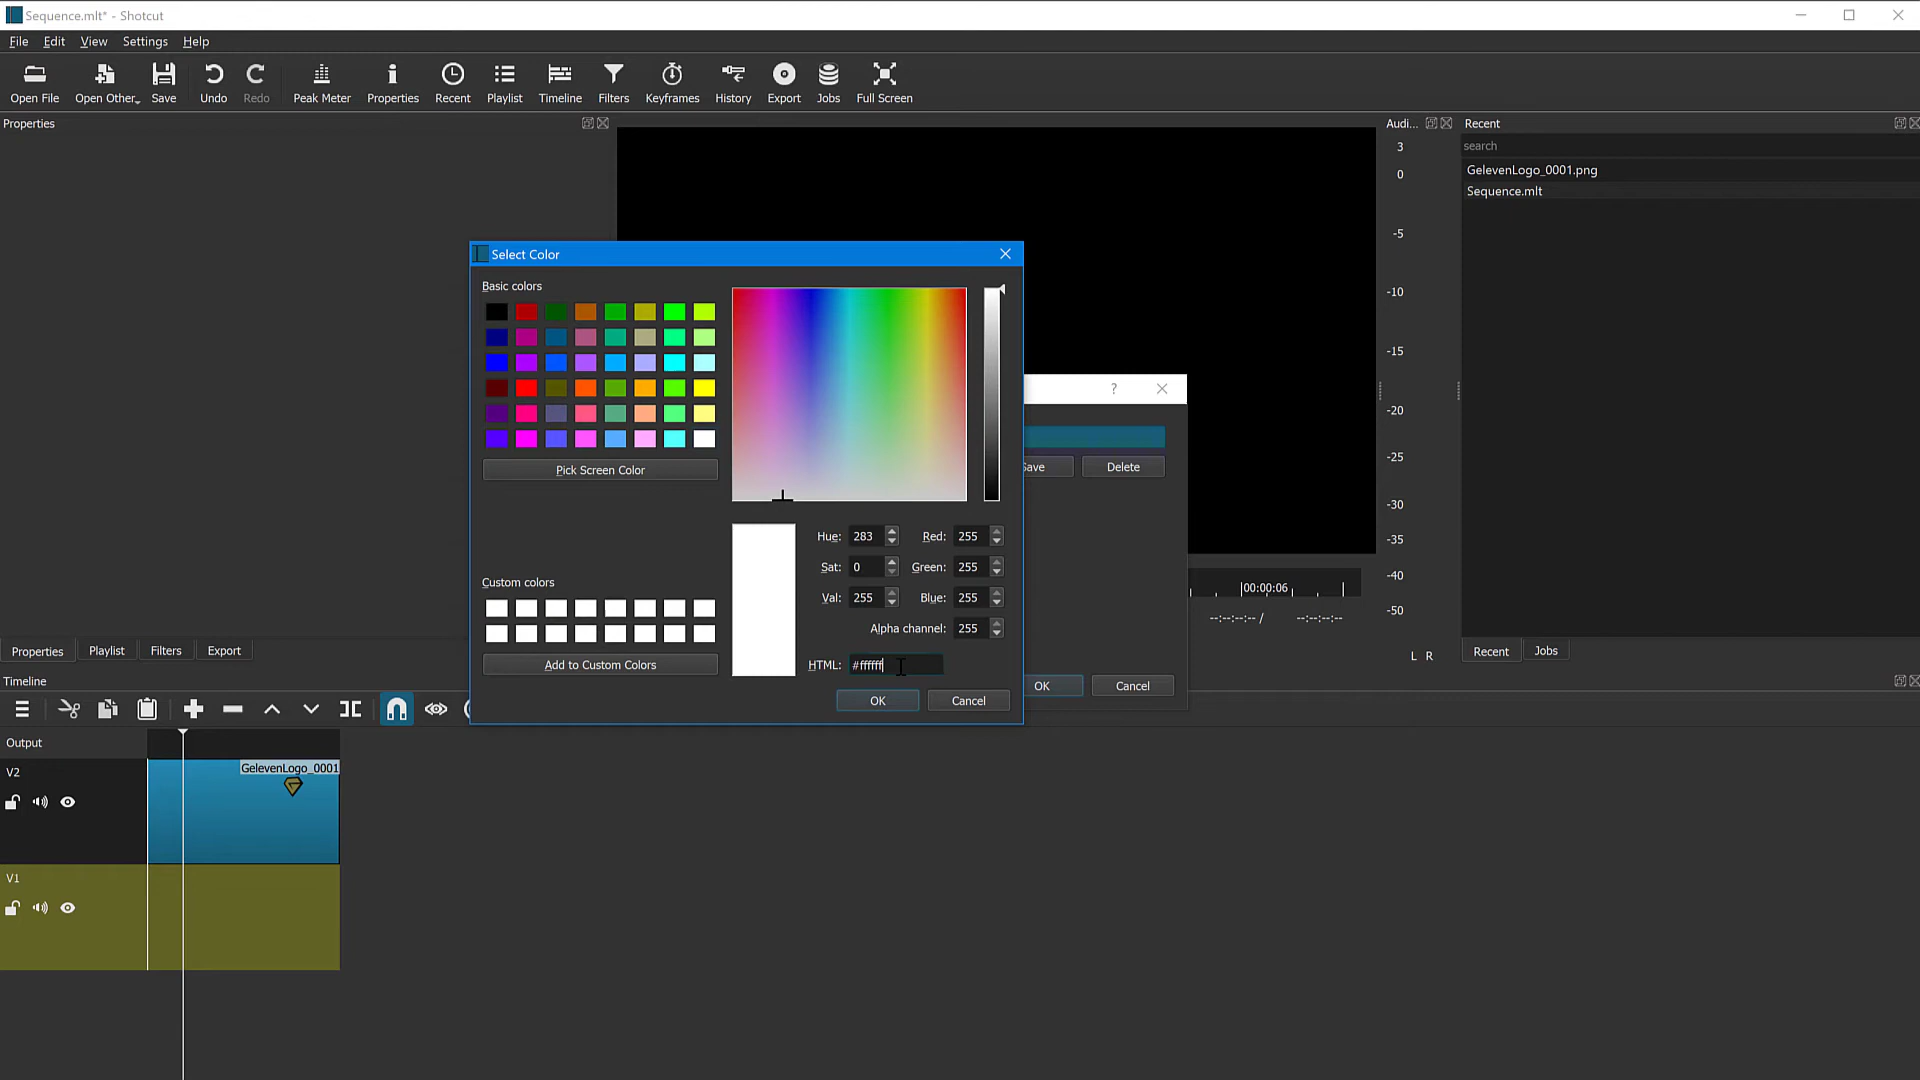 Sequence.mlt* - Shotcut
File Edit View Settings Help
Open File Open Other.. Save Undo Redo Peak Meter Properties Recent Playlist Timeline Filters Keyframes History Export Jobs Full Screen
Properties
Audi...
Recent
search
GelevenLogo_0001.png
Sequence.mlt
3
0
-5
-10
-15
-20
-25
-30
-35
-40
-50
L R
Select Color
Basic colors
Pick Screen Color
Custom colors
Add to Custom Colors
Hue: 283 Red: 255
Sat: 0 Green: 255
Val: 255 Blue: 255
Alpha channel: 255
HTML: #ffffff
OK Cancel
?
Save Delete
OK Cancel
00:00:06
--:--:--:-- / --:--:--:--
Properties Playlist Filters Export
Recent Jobs
Timeline
Output
V2
GelevenLogo_0001
V1